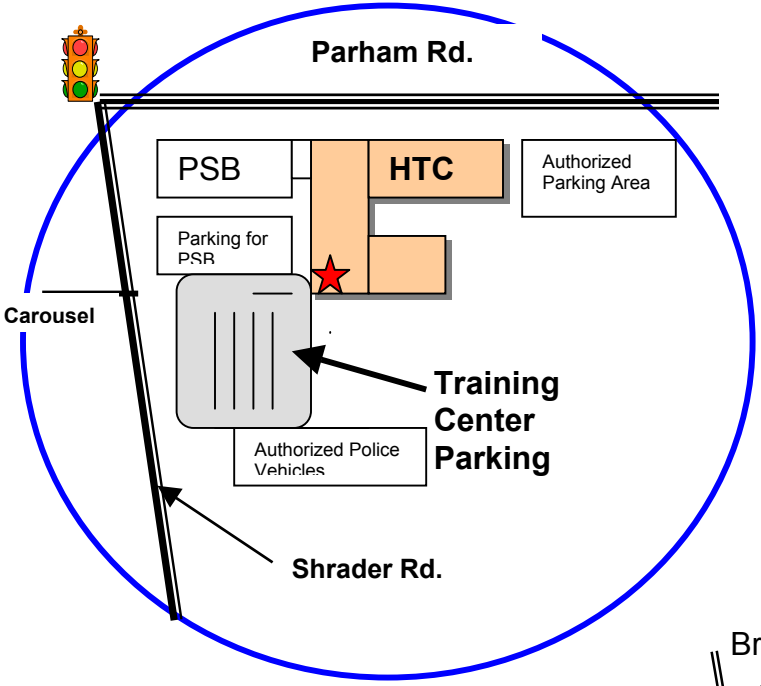 Parham Rd.
PSB
HTC
Authorized
Parking Area
Parking for
PSB
Carousel
Training
Center
Parking
Authorized Police
Vehicles
Shrader Rd.
Br